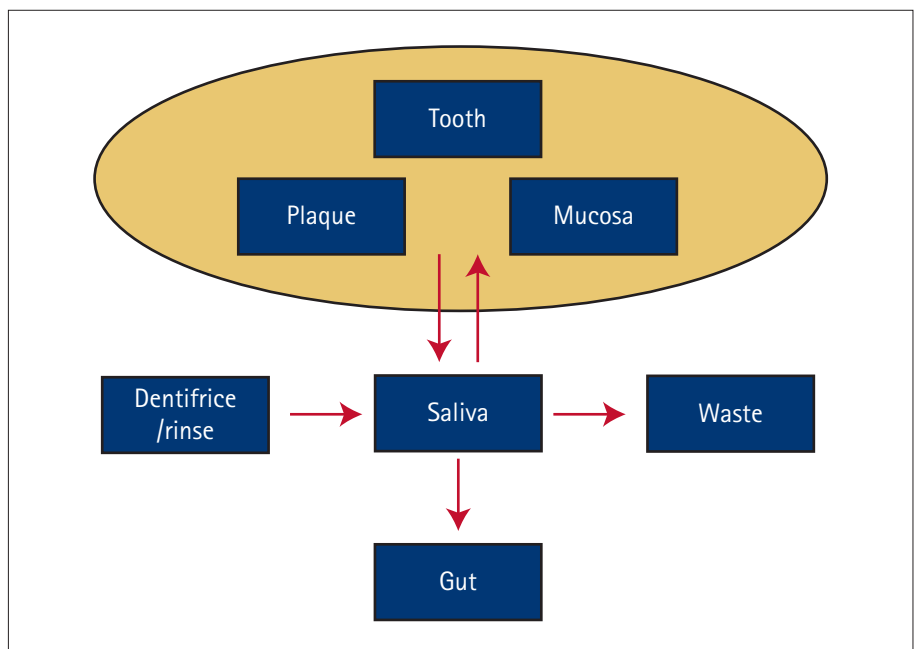 Tooth
Plaque
Mucosa
Dentifrice
/rinse
Saliva
Waste
Gut